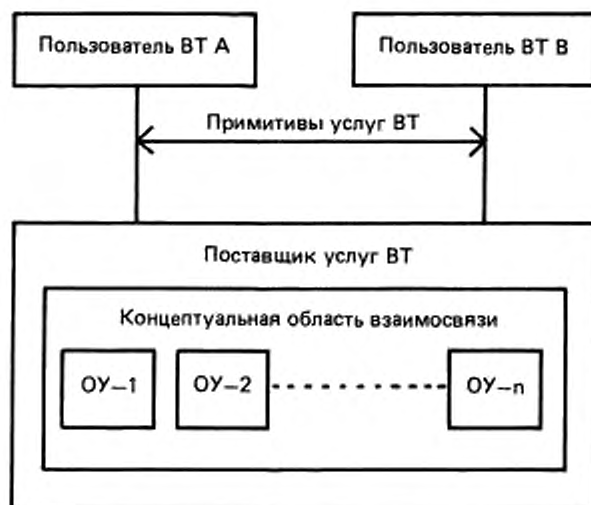 Пользователь ВТ А
Пользователь ВТ В
Примитивы услуг ВТ
Поставщик услуг ВТ
Концептуальная область взаимосвязи
ОУ—1
ОУ—2
ОУ—n